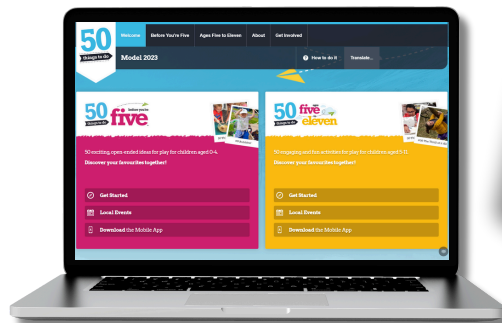 50
things to do
Welcome
Before You're Five
Ages Five to Eleven
About
Get Involved
Model 2023
How to do it
Translate...
50
things to do
before you're
five
50 exciting, open-ended ideas for play for children aged 0-4.
Discover your favourites together!
Get Started
Local Events
Download the Mobile App
50
things to do
five
eleven
50 engaging and fun activities for play for children aged 5-11.
Discover your favourites together!
Get Started
Local Events
Download the Mobile App